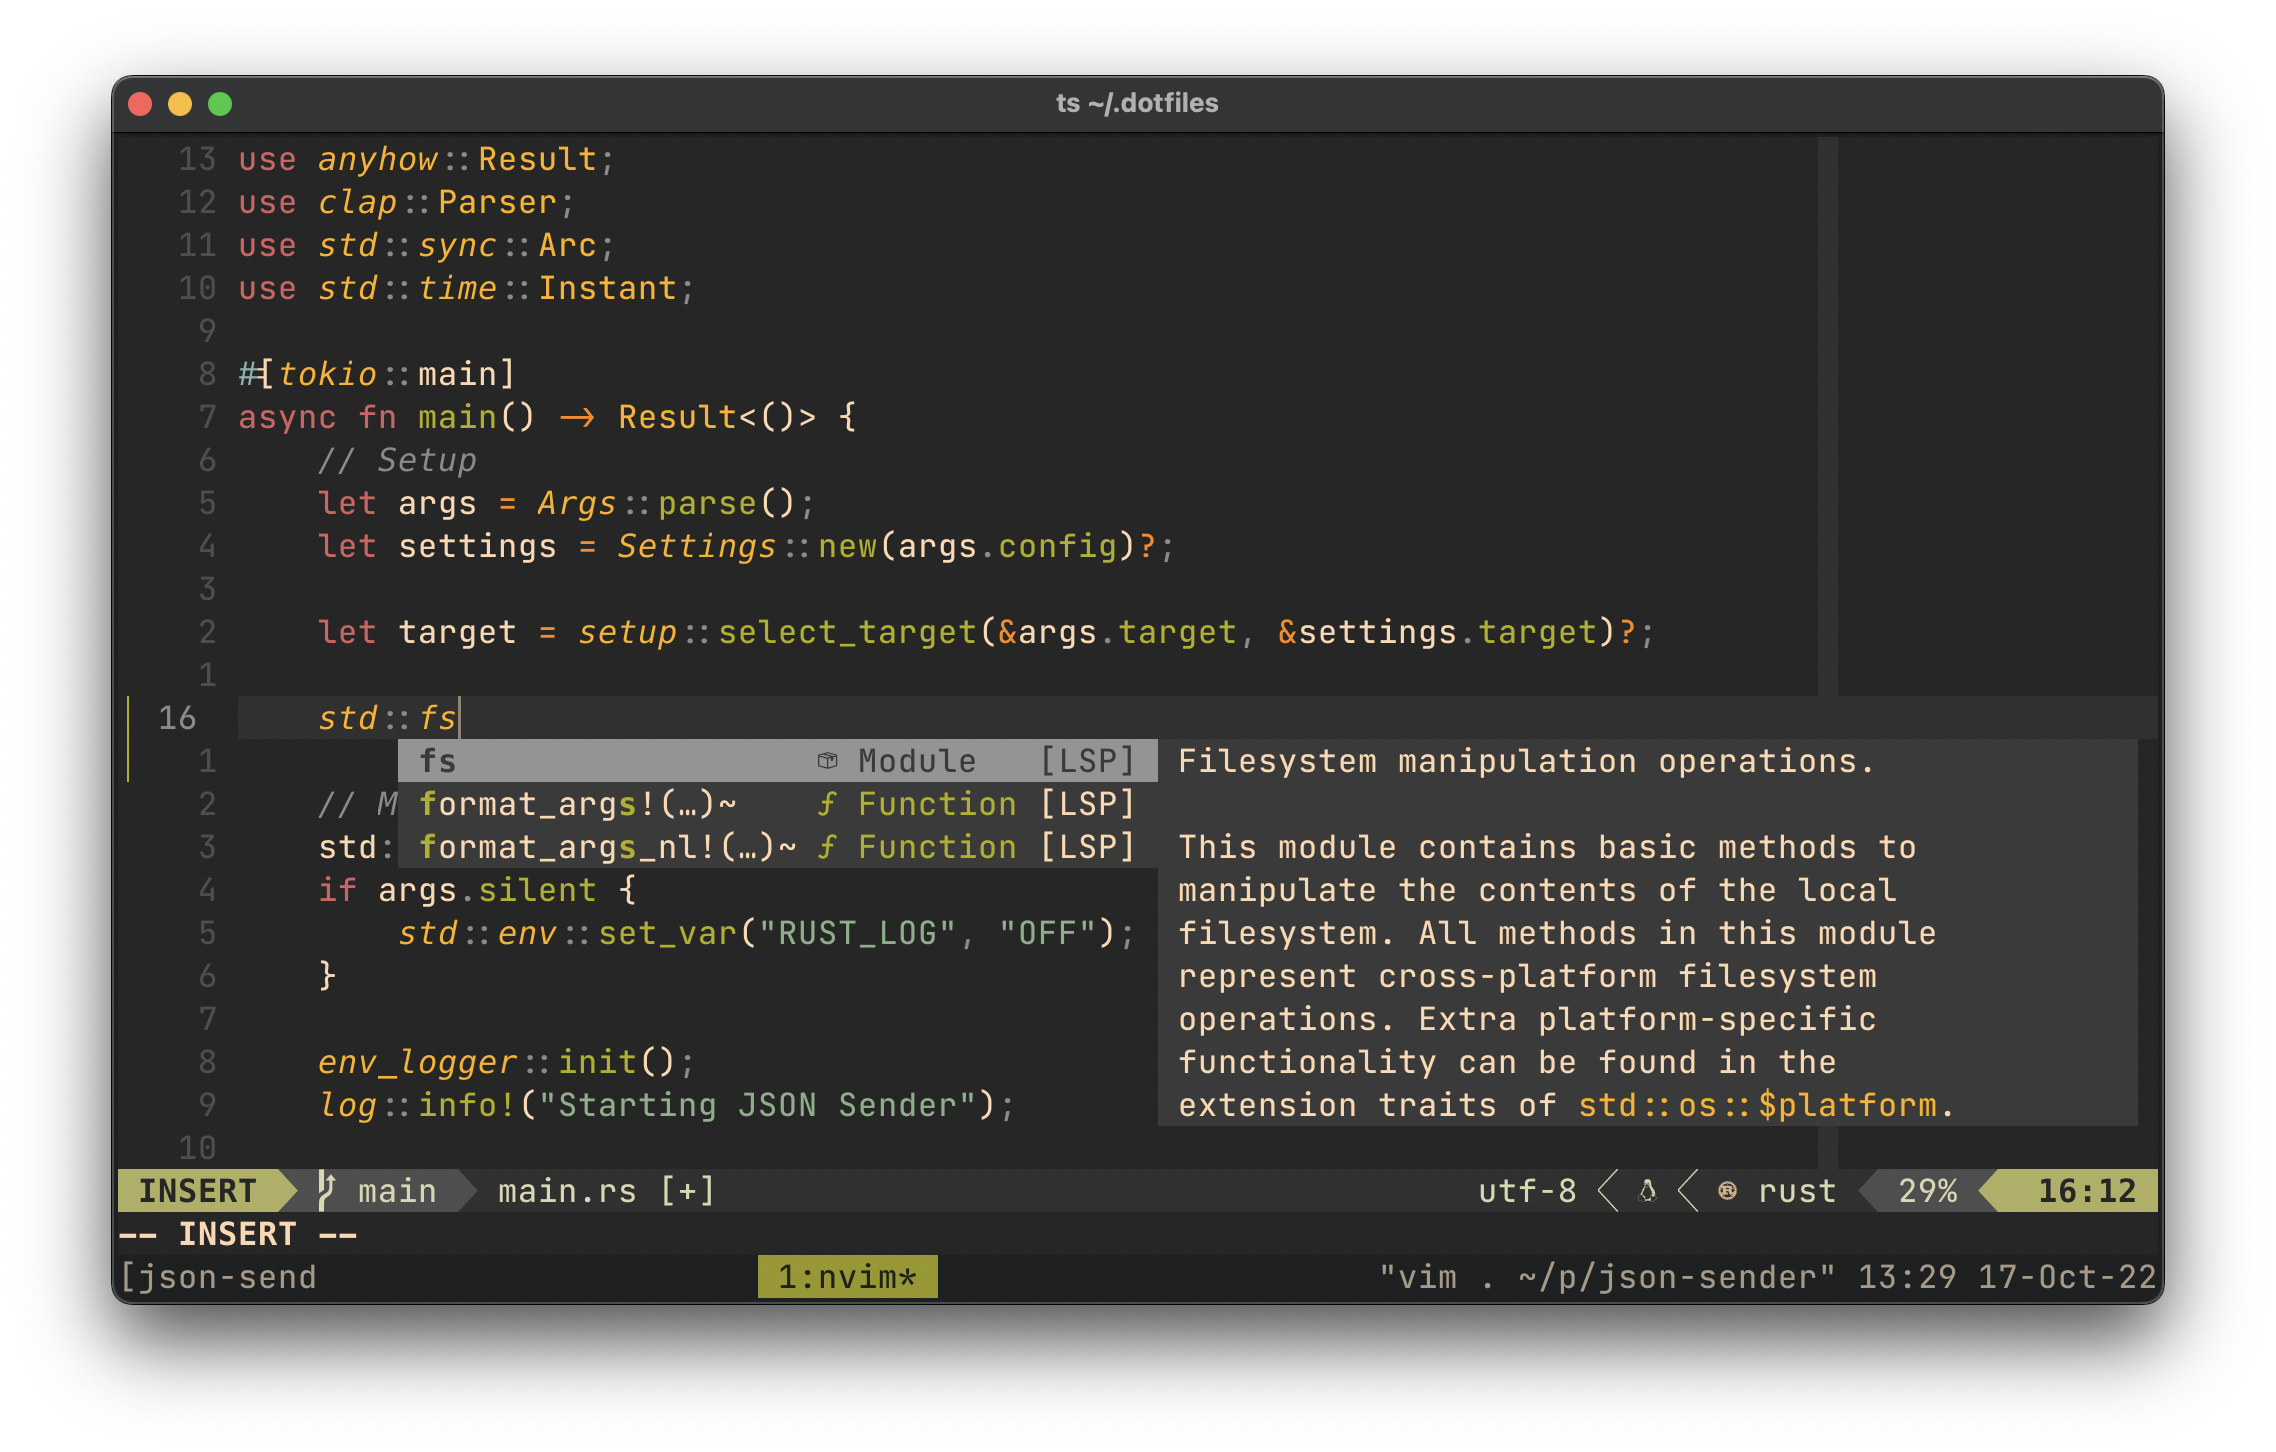 ts ~/.dotfiles
13 use anyhow::Result;
12 use clap::Parser;
11 use std::sync::Arc;
10 use std::time::Instant;
9
8 #[tokio::main]
7 async fn main() -> Result<()> {
6     // Setup
5     let args = Args::parse();
4     let settings = Settings::new(args.config)?;
3
2     let target = setup::select_target(&args.target, &settings.target)?;
1
16     std::fs
1 fs Module [LSP] Filesystem manipulation operations.
2     // M format_args!(…)~ ƒ Function [LSP]
3     std: format_args_nl!(…)~ ƒ Function [LSP] This module contains basic methods to
4     if args.silent { manipulate the contents of the local
5         std::env::set_var("RUST_LOG", "OFF"); filesystem. All methods in this module
6     } represent cross-platform filesystem
7 operations. Extra platform-specific
8     env_logger::init(); functionality can be found in the
9     log::info!("Starting JSON Sender"); extension traits of std::os::$platform.
10
INSERT main main.rs [+] utf-8 rust 29% 16:12
-- INSERT --
[json-send 1:nvim* "vim . ~/p/json-sender" 13:29 17-Oct-22